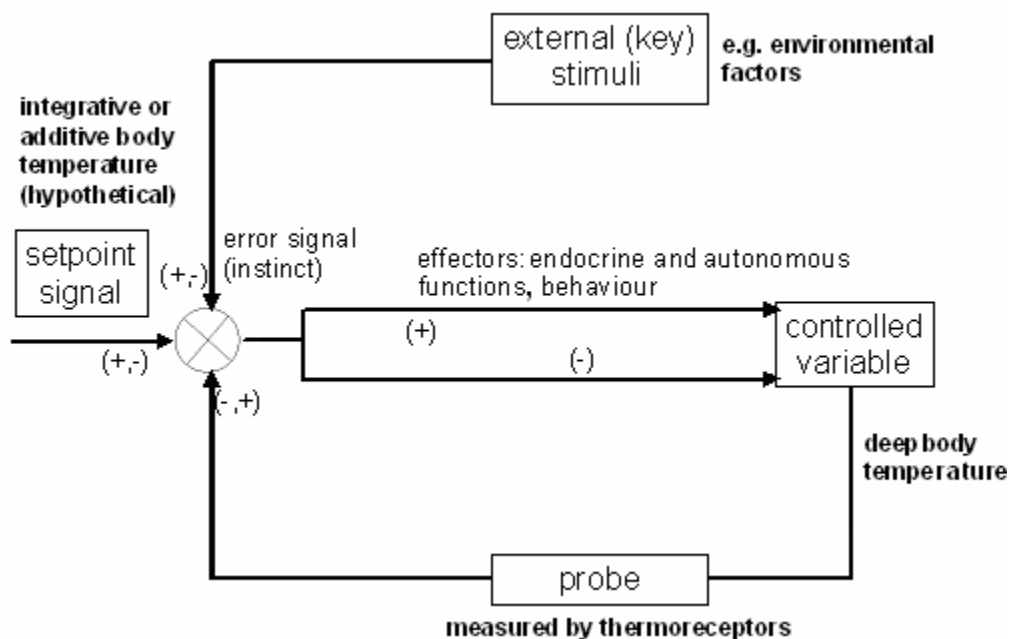 external (key)
stimuli
e.g. environmental
factors
integrative or
additive body
temperature
(hypothetical)
setpoint
signal
(+,-)
error signal
(instinct)
effectors: endocrine and autonomous
functions, behaviour
(+)
(-)
controlled
variable
(+,-)
(-,+)
deep body
temperature
probe
measured by thermoreceptors